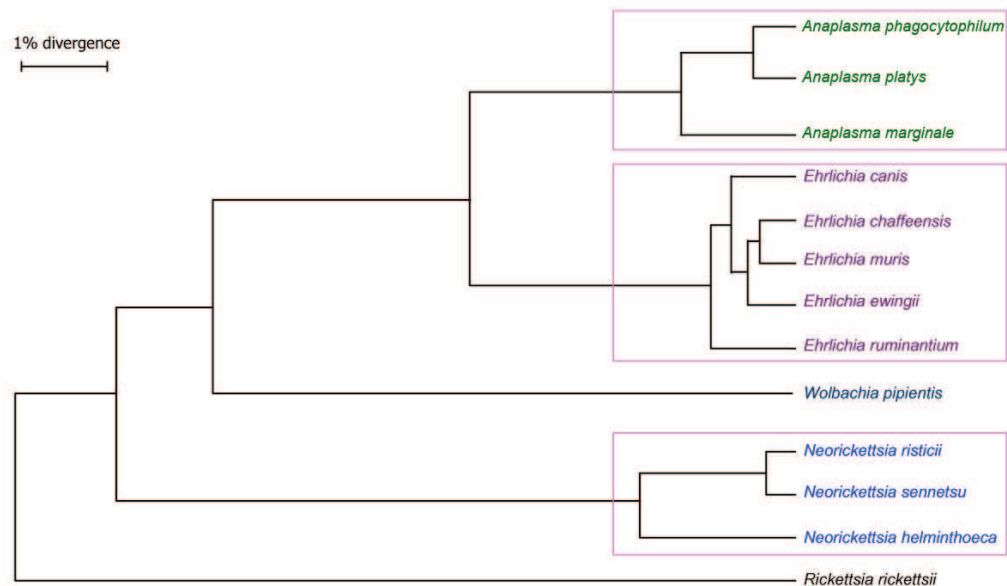 1% divergence
Anaplasma phagocytophilum
Anaplasma platys
Anaplasma marginale
Ehrlichia canis
Ehrlichia chaffeensis
Ehrlichia muris
Ehrlichia ewingii
Ehrlichia ruminantium
Wolbachia pipientis
Neorickettsia risticii
Neorickettsia sennetsu
Neorickettsia helminthoeca
Rickettsia rickettsii